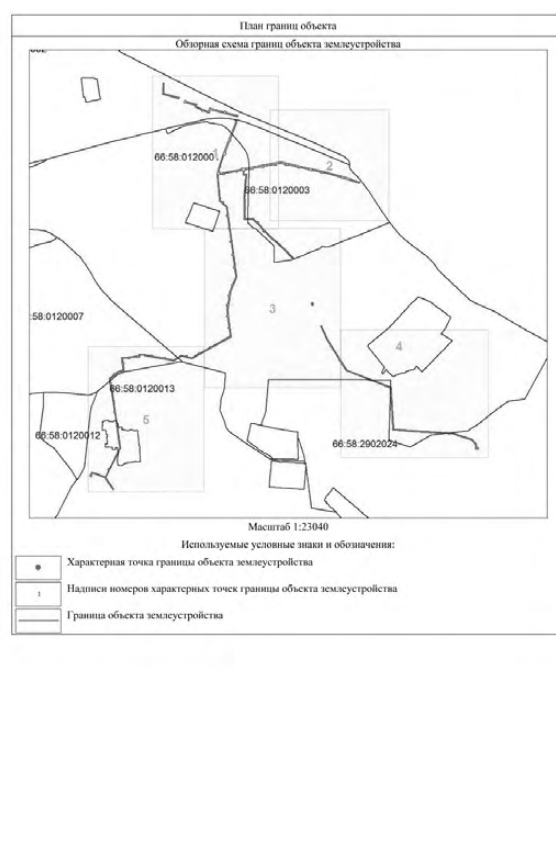 План границ объекта
Обзорная схема границ объекта землеустройства
002
1
66:58:012000
2
66:58:0120003
3
58:0120007
4
66:58:0120013
5
66:58:0120012
66:58:2902024
Масштаб 1:23040
Используемые условные знаки и обозначения:
Характерная точка границы объекта землеустройства
1
Надписи номеров характерных точек границы объекта землеустройства
Граница объекта землеустройства